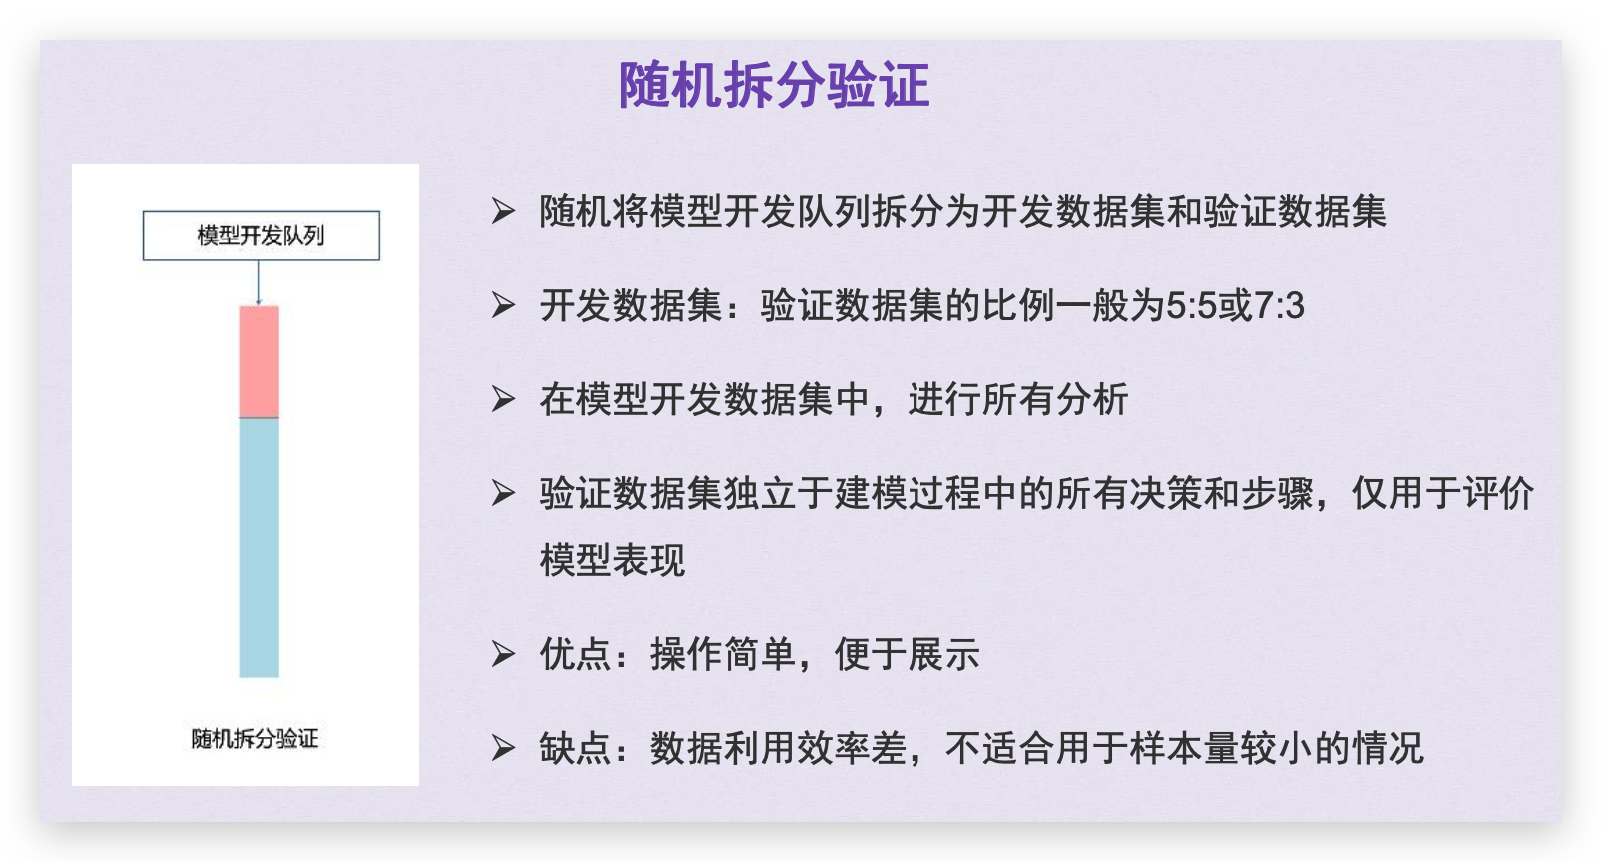 随机拆分验证
模型开发队列
随机拆分验证
➢ 随机将模型开发队列拆分为开发数据集和验证数据集
➢ 开发数据集：验证数据集的比例一般为5:5或7:3
➢ 在模型开发数据集中，进行所有分析
➢ 验证数据集独立于建模过程中的所有决策和步骤，仅用于评价
模型表现
➢ 优点：操作简单，便于展示
➢ 缺点：数据利用效率差，不适合用于样本量较小的情况